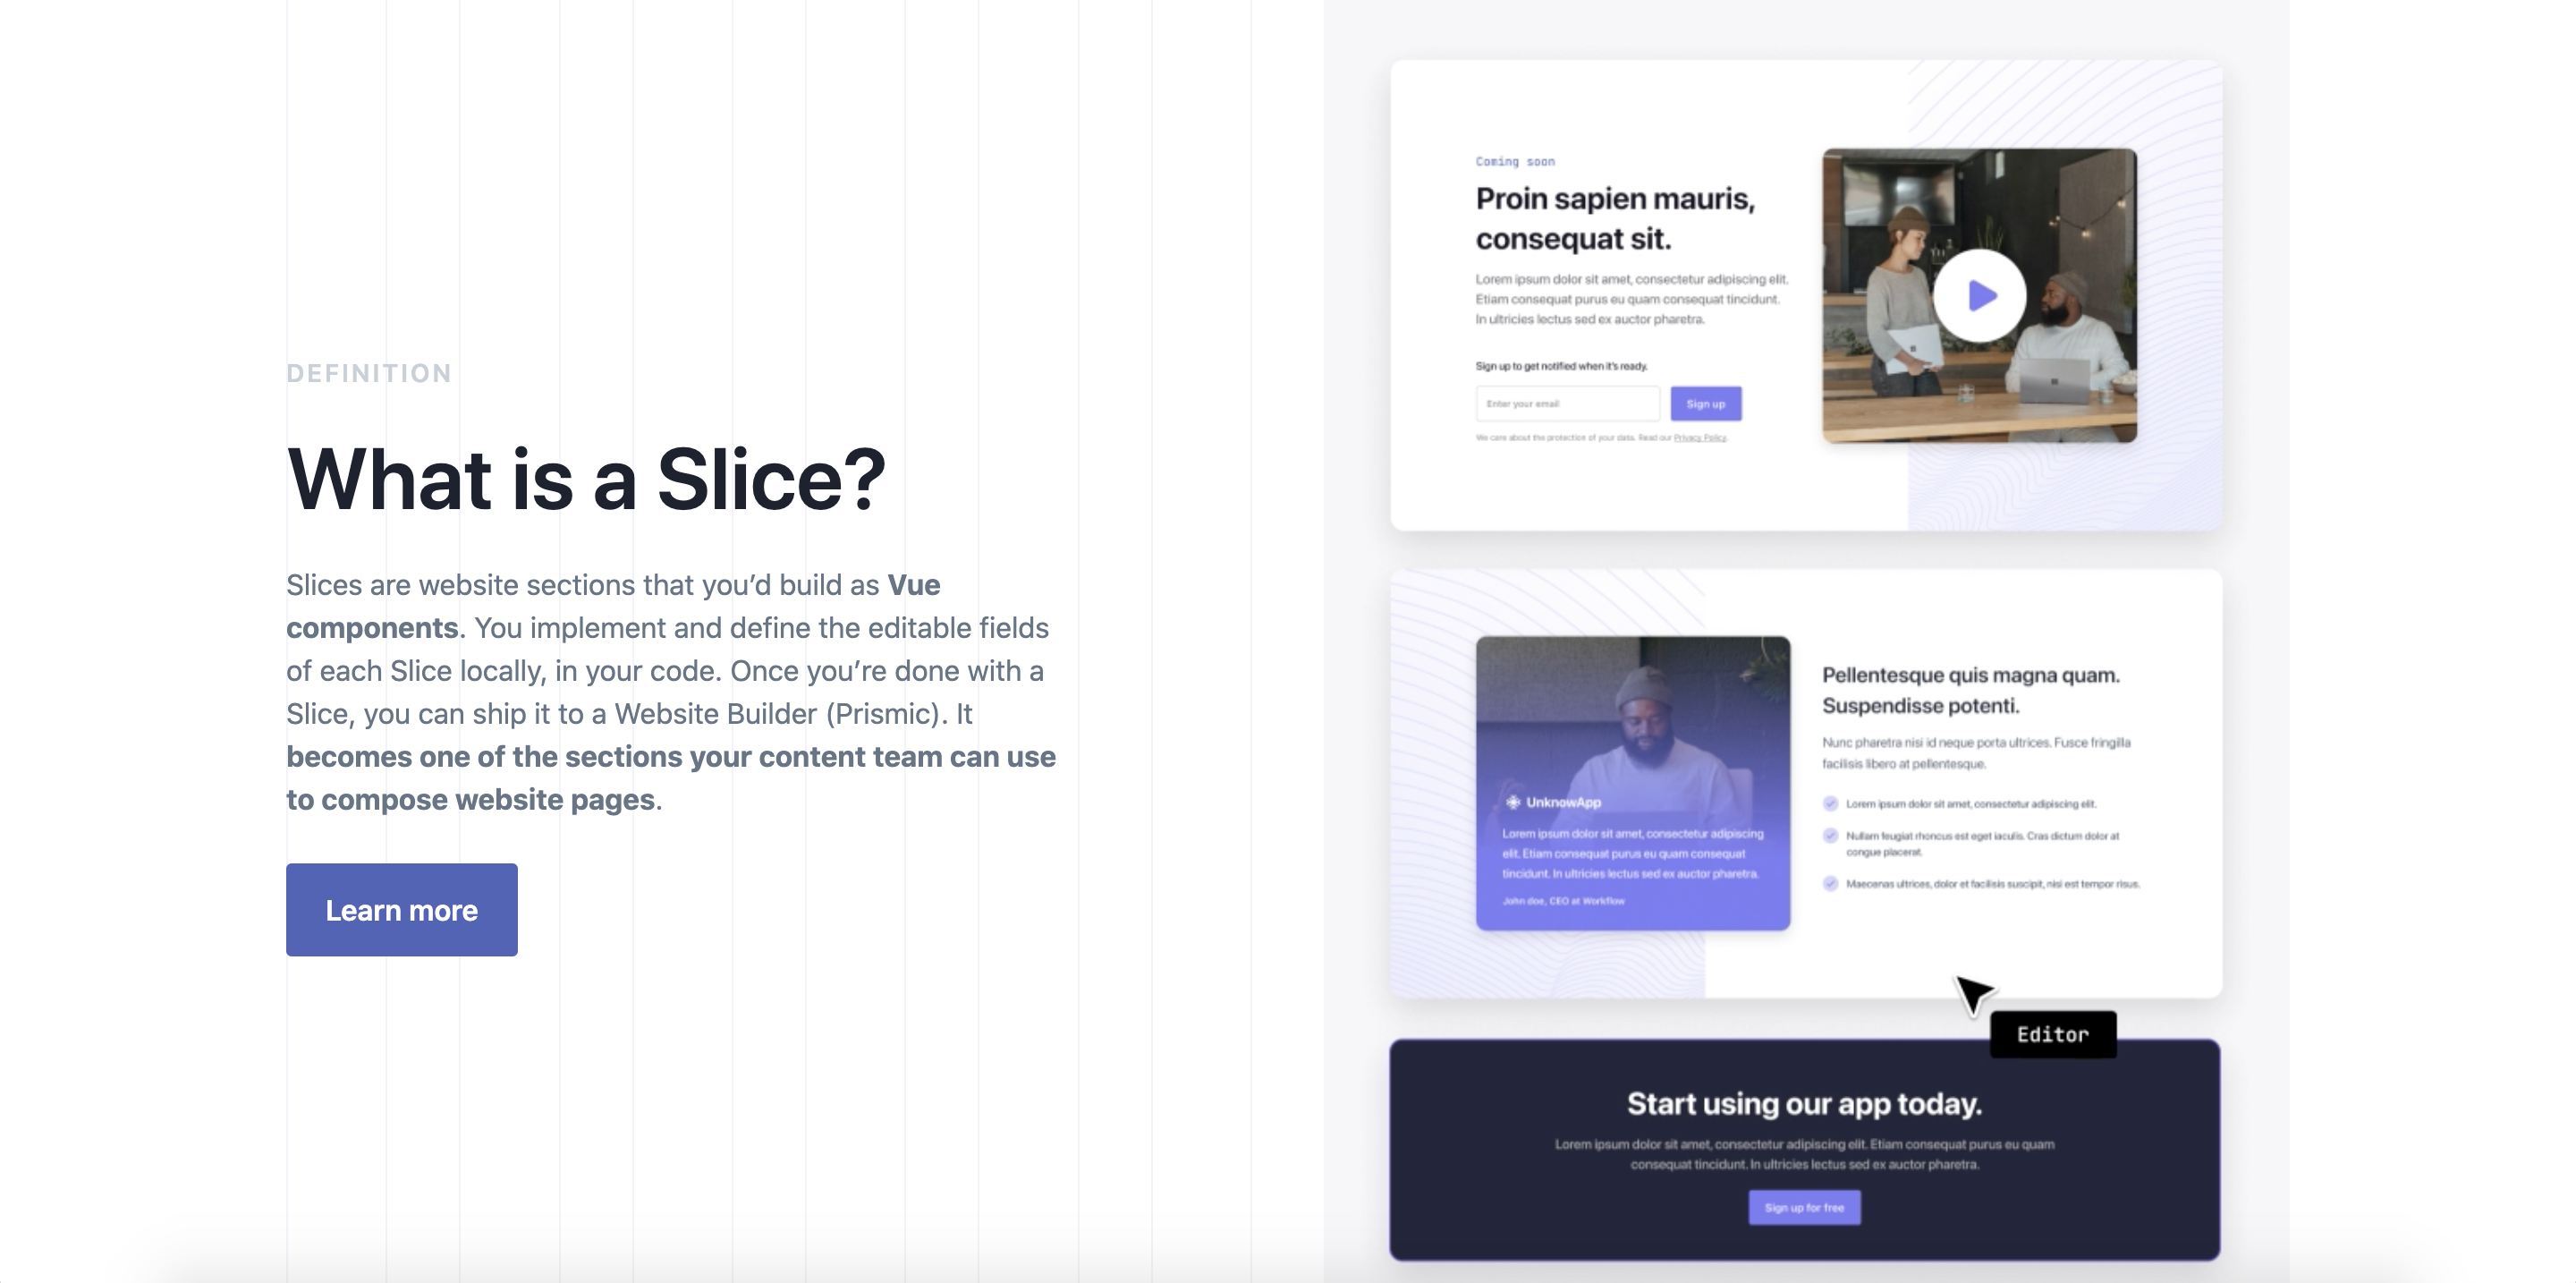 DEFINITION
What is a Slice?
Slices are website sections that you’d build as Vue
components. You implement and define the editable fields
of each Slice locally, in your code. Once you’re done with a
Slice, you can ship it to a Website Builder (Prismic). It
becomes one of the sections your content team can use
to compose website pages.
Learn more
Coming soon
Proin sapien mauris,
consequat sit.
Lorem ipsum dolor sit amet, consectetur adipiscing elit.
Etiam consequat purus eu quam consequat tincidunt.
In ultricies lectus sed ex auctor pharetra.
Sign up to get notified when it's ready.
Enter your email
Sign up
We care about the protection of your data. Read our Privacy Policy.
UnknowApp
Lorem ipsum dolor sit amet, consectetur adipiscing
elit. Etiam consequat purus eu quam consequat
tincidunt. In ultricies lectus sed ex auctor pharetra.
John doe, CEO at Workflow
Pellentesque quis magna quam.
Suspendisse potenti.
Nunc pharetra nisi id neque porta ultrices. Fusce fringilla
facilisis libero at pellentesque.
Lorem ipsum dolor sit amet, consectetur adipiscing elit.
Nullam feugiat rhoncus est eget iaculis. Cras dictum dolor at
congue placerat.
Maecenas ultrices, dolor et facilisis suscipit, nisi est tempor risus.
Editor
Start using our app today.
Lorem ipsum dolor sit amet, consectetur adipiscing elit. Etiam consequat purus eu quam
consequat tincidunt. In ultricies lectus sed ex auctor pharetra.
Sign up for free